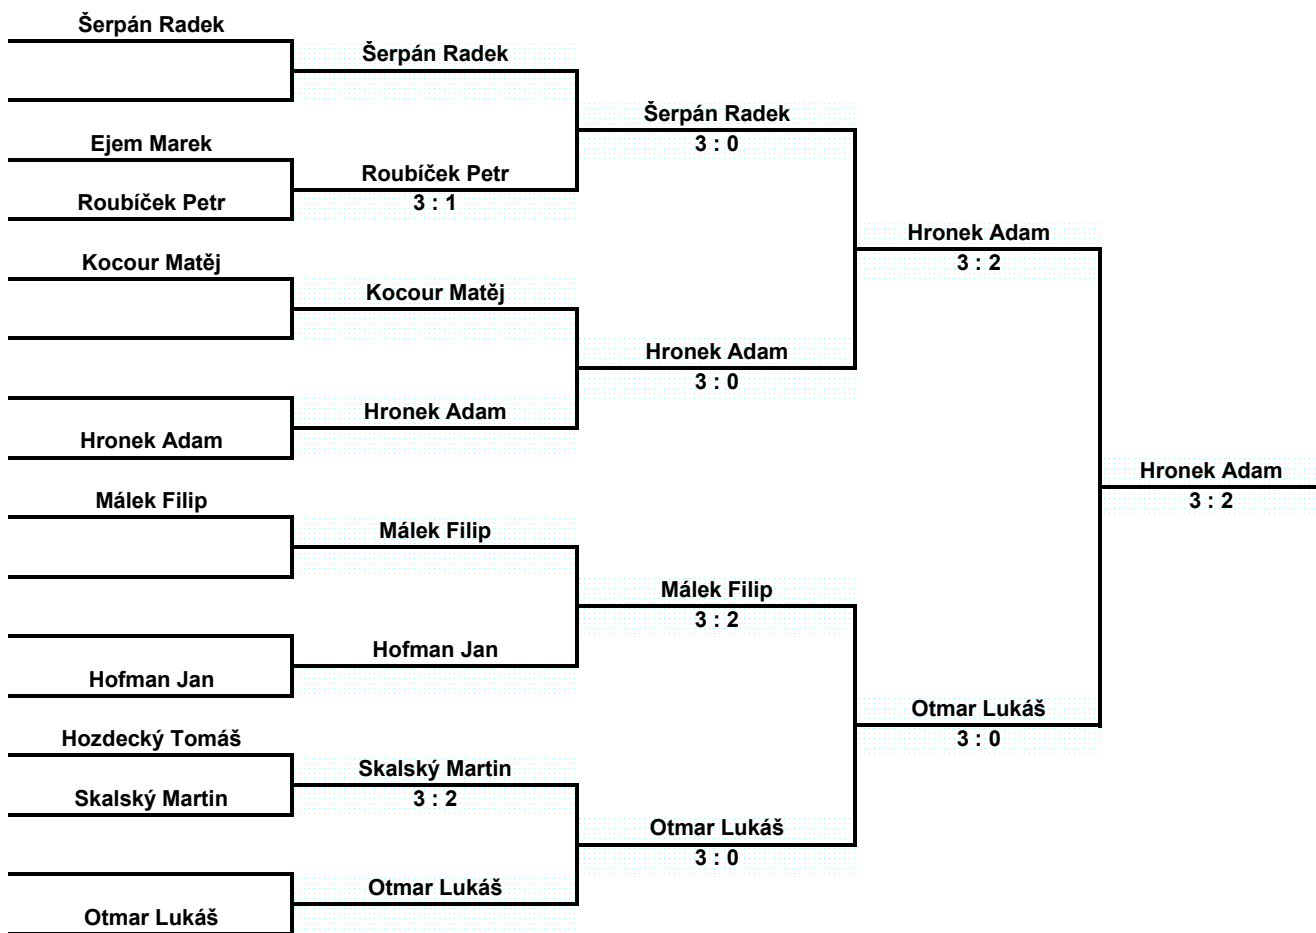 Šerpán Radek
Ejem Marek
Roubíček Petr
Kocour Matěj
Hronek Adam
Málek Filip
Hofman Jan
Hozdecký Tomáš
Skalský Martin
Otmar Lukáš
Šerpán Radek
Roubíček Petr
3 : 1
Kocour Matěj
Hronek Adam
Málek Filip
Hofman Jan
Skalský Martin
3 : 2
Otmar Lukáš
Šerpán Radek
3 : 0
Hronek Adam
3 : 0
Málek Filip
3 : 2
Otmar Lukáš
3 : 0
Hronek Adam
3 : 2
Otmar Lukáš
3 : 0
Hronek Adam
3 : 2